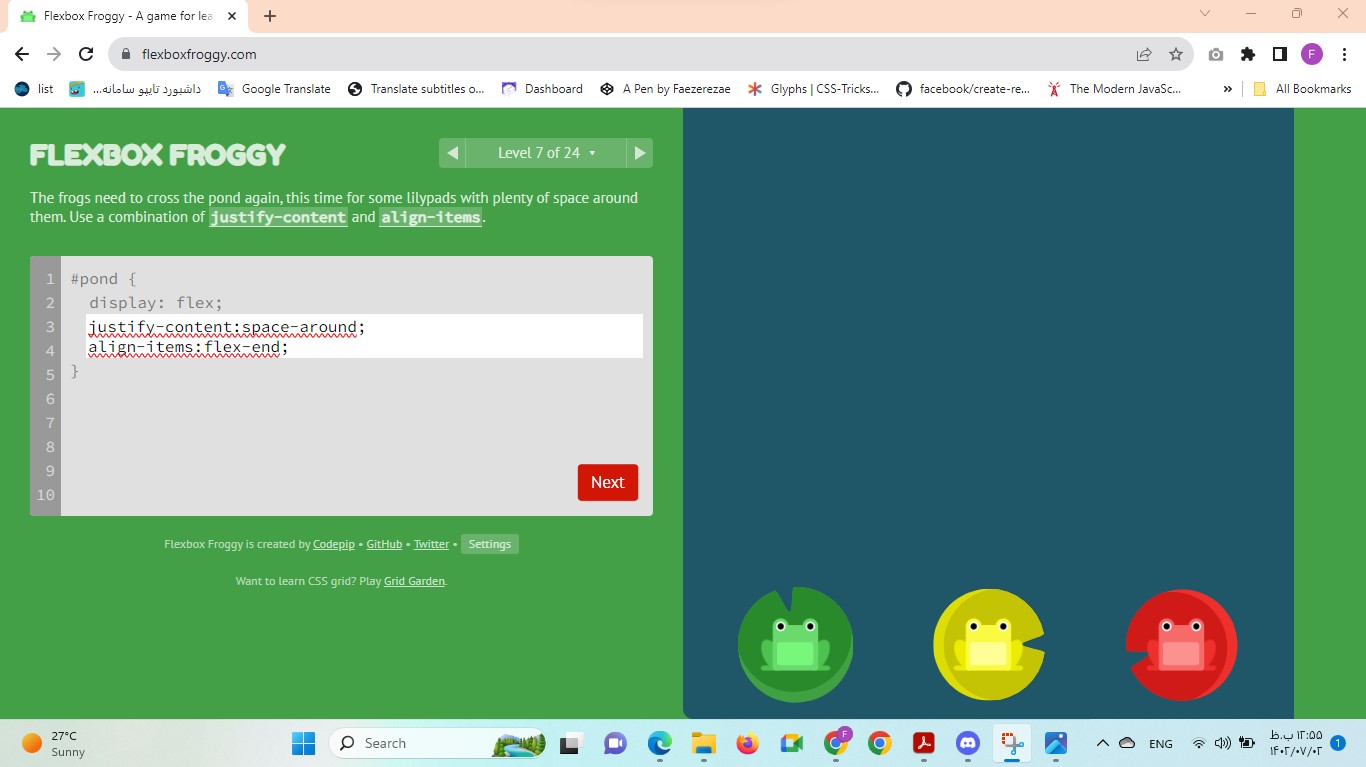 Flexbox Froggy - A game for lea
flexboxfroggy.com
F
list
داشبورد تایپو سامانه...
Google Translate
Translate subtitles o...
Dashboard
A Pen by Faezerezae
Glyphs | CSS-Tricks...
facebook/create-re...
The Modern JavaSc...
»
All Bookmarks
FLEXBOX FROGGY
Level 7 of 24
The frogs need to cross the pond again, this time for some lilypads with plenty of space around
them. Use a combination of justify-content and align-items.
1 #pond {
2 display: flex;
3 justify-content:space-around;
4 align-items:flex-end;
5 }
6
7
8
9
10
Next
Flexbox Froggy is created by Codepip • GitHub • Twitter • Settings
Want to learn CSS grid? Play Grid Garden.
27°C
Sunny
Search
F
ENG
۱۲:۵۵ ب.ظ
۱۴۰۲/۰۷/۰۲
1